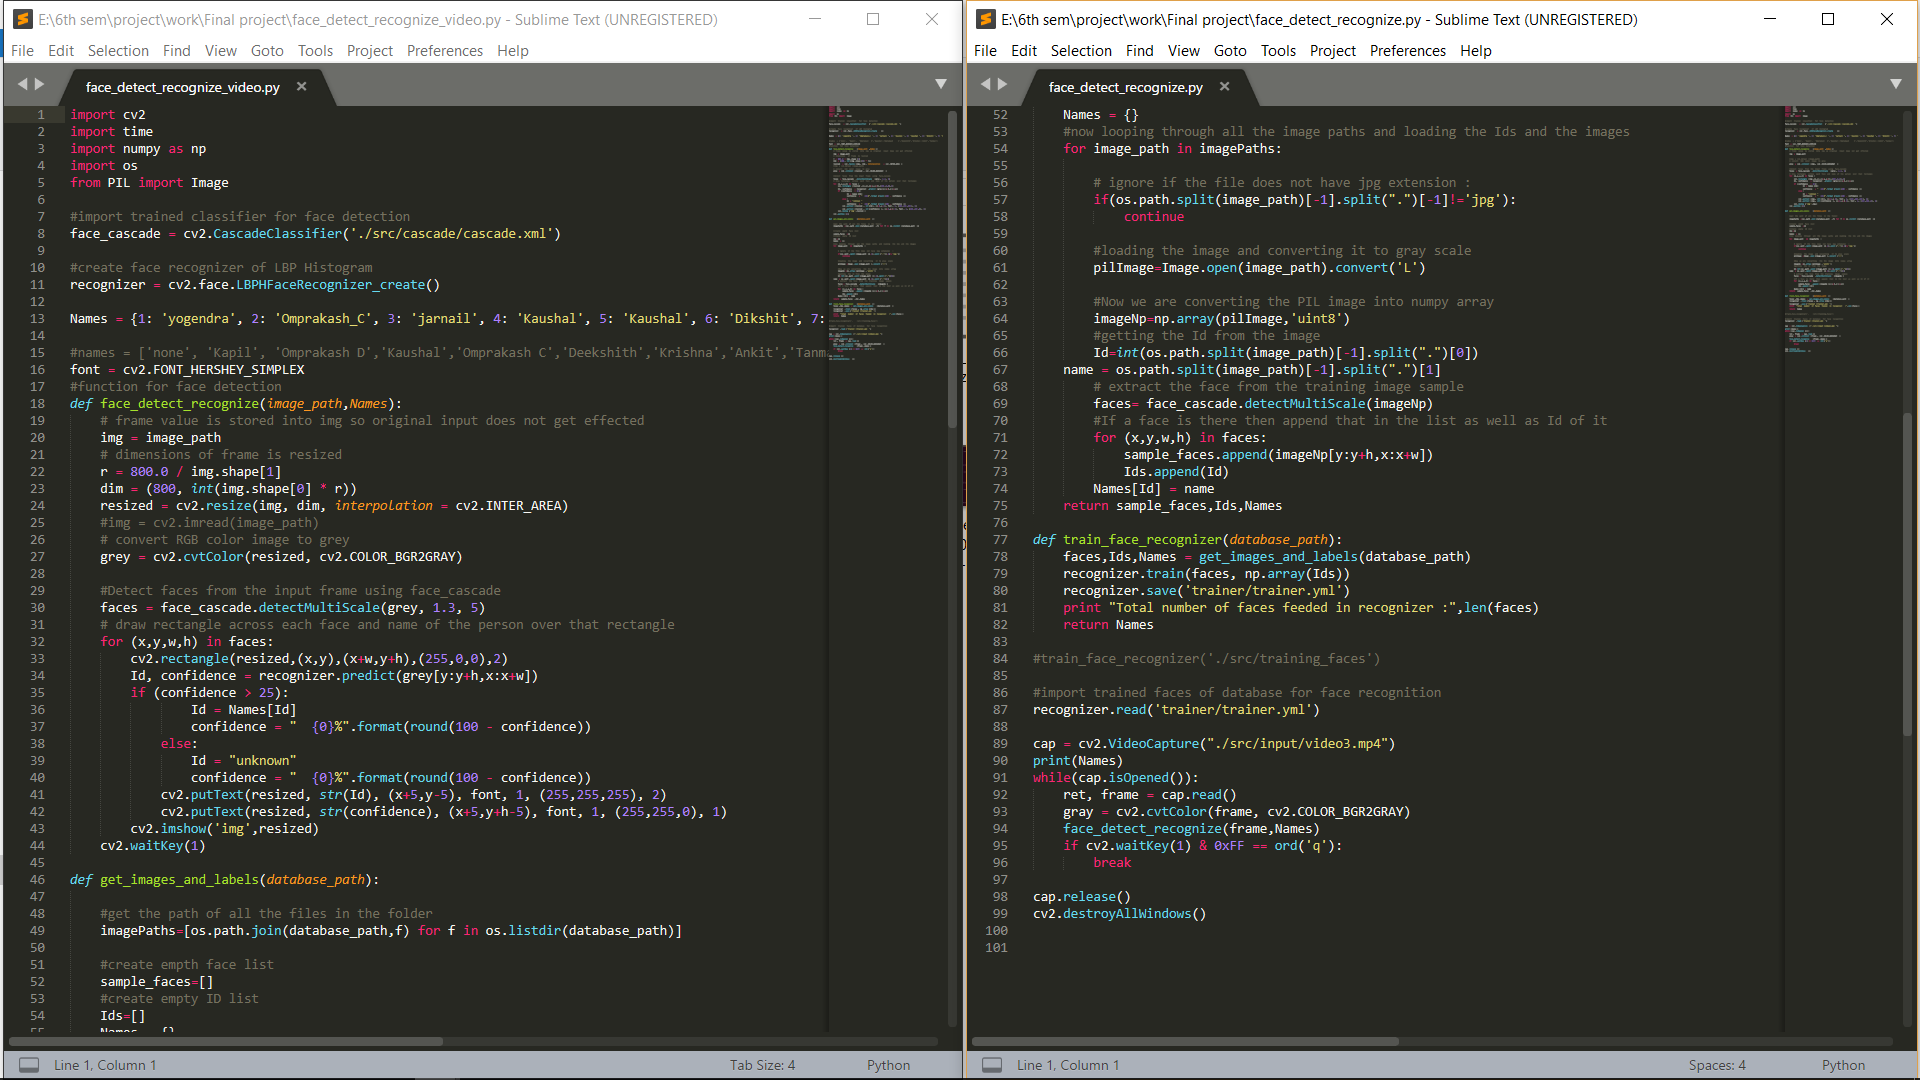 E:\6th sem\project\work\Final project\face_detect_recognize_video.py - Sublime Text (UNREGISTERED)
File Edit Selection Find View Goto Tools Project Preferences Help
face_detect_recognize_video.py
1 import cv2
2 import time
3 import numpy as np
4 import os
5 from PIL import Image
6
7 #import trained classifier for face detection
8 face_cascade = cv2.CascadeClassifier('./src/cascade/cascade.xml')
9
10 #create face recognizer of LBP Histogram
11 recognizer = cv2.face.LBPHFaceRecognizer_create()
12
13 Names = {1: 'yogendra', 2: 'Omprakash_C', 3: 'jarnail', 4: 'Kaushal', 5: 'Kaushal', 6: 'Dikshit', 7:
14
15 #names = ['none', 'Kapil', 'Omprakash D','Kaushal','Omprakash C','Deekshith','Krishna','Ankit','Tanm
16 font = cv2.FONT_HERSHEY_SIMPLEX
17 #function for face detection
18 def face_detect_recognize(image_path,Names):
19     # frame value is stored into img so original input does not get effected
20     img = image_path
21     # dimensions of frame is resized
22     r = 800.0 / img.shape[1]
23     dim = (800, int(img.shape[0] * r))
24     resized = cv2.resize(img, dim, interpolation = cv2.INTER_AREA)
25     #img = cv2.imread(image_path)
26     # convert RGB color image to grey
27     grey = cv2.cvtColor(resized, cv2.COLOR_BGR2GRAY)
28
29     #Detect faces from the input frame using face_cascade
30     faces = face_cascade.detectMultiScale(grey, 1.3, 5)
31     # draw rectangle across each face and name of the person over that rectangle
32     for (x,y,w,h) in faces:
33         cv2.rectangle(resized,(x,y),(x+w,y+h),(255,0,0),2)
34         Id, confidence = recognizer.predict(grey[y:y+h,x:x+w])
35         if (confidence > 25):
36                 Id = Names[Id]
37                 confidence = "  {0}%".format(round(100 - confidence))
38             else:
39                 Id = "unknown"
40                 confidence = "  {0}%".format(round(100 - confidence))
41             cv2.putText(resized, str(Id), (x+5,y-5), font, 1, (255,255,255), 2)
42             cv2.putText(resized, str(confidence), (x+5,y+h-5), font, 1, (255,255,0), 1)
43         cv2.imshow('img',resized)
44     cv2.waitKey(1)
45
46 def get_images_and_labels(database_path):
47
48     #get the path of all the files in the folder
49     imagePaths=[os.path.join(database_path,f) for f in os.listdir(database_path)]
50
51     #create empth face list
52     sample_faces=[]
53     #create empty ID list
54     Ids=[]
55     Names = {}
Line 1, Column 1 Tab Size: 4 Python
E:\6th sem\project\work\Final project\face_detect_recognize.py - Sublime Text (UNREGISTERED)
File Edit Selection Find View Goto Tools Project Preferences Help
face_detect_recognize.py
52     Names = {}
53     #now looping through all the image paths and loading the Ids and the images
54     for image_path in imagePaths:
55
56         # ignore if the file does not have jpg extension :
57         if(os.path.split(image_path)[-1].split(".")[-1]!='jpg'):
58             continue
59
60         #loading the image and converting it to gray scale
61         pilImage=Image.open(image_path).convert('L')
62
63         #Now we are converting the PIL image into numpy array
64         imageNp=np.array(pilImage,'uint8')
65         #getting the Id from the image
66         Id=int(os.path.split(image_path)[-1].split(".")[0])
67     name = os.path.split(image_path)[-1].split(".")[1]
68         # extract the face from the training image sample
69         faces= face_cascade.detectMultiScale(imageNp)
70         #If a face is there then append that in the list as well as Id of it
71         for (x,y,w,h) in faces:
72             sample_faces.append(imageNp[y:y+h,x:x+w])
73             Ids.append(Id)
74         Names[Id] = name
75     return sample_faces,Ids,Names
76
77 def train_face_recognizer(database_path):
78     faces,Ids,Names = get_images_and_labels(database_path)
79     recognizer.train(faces, np.array(Ids))
80     recognizer.save('trainer/trainer.yml')
81     print "Total number of faces feeded in recognizer :",len(faces)
82     return Names
83
84 #train_face_recognizer('./src/training_faces')
85
86 #import trained faces of database for face recognition
87 recognizer.read('trainer/trainer.yml')
88
89 cap = cv2.VideoCapture("./src/input/video3.mp4")
90 print(Names)
91 while(cap.isOpened()):
92     ret, frame = cap.read()
93     gray = cv2.cvtColor(frame, cv2.COLOR_BGR2GRAY)
94     face_detect_recognize(frame,Names)
95     if cv2.waitKey(1) & 0xFF == ord('q'):
96         break
97
98 cap.release()
99 cv2.destroyAllWindows()
100
101
Line 1, Column 1 Spaces: 4 Python